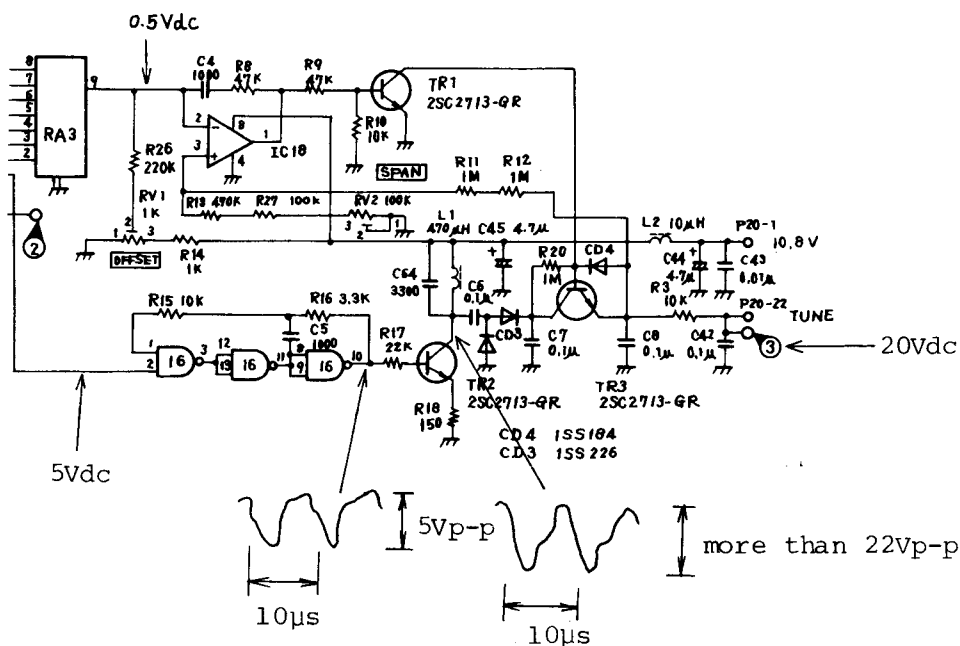 0.5Vdc
8
7
6
5
4
3
2
RA3
1
9
C4
1000
R8
47K
R9
47K
TR1
2SC2713-GR
R10
10K
2
3
8
1
4
IC18
R26
220K
SPAN
R11
1M
R12
1M
RV1
1K
R13 470K
R27 100K
RV2 100K
3
2
1
L1
470μH
C45 4.7μ
L2 10μH
P20-1
10.8V
2
1
2
3
OFFSET
R14
1K
C64
3300
C6
0.1μ
R20
1M
CD4
C44
4.7μ
C43
0.01μ
R3
10K
P20-22
TUNE
R15 10K
R16 3.3K
C5
1000
R17
22K
CD3
C7
0.1μ
C8
0.1μ
C42
0.1μ
3
20Vdc
1
2
16
3
12
13
16
11
8
9
16
10
TR2
2SC2713-GR
TR3
2SC2713-GR
R18
150
CD4 1SS184
CD3 1SS226
5Vdc
5Vp-p
more than 22Vp-p
10μs
10μs